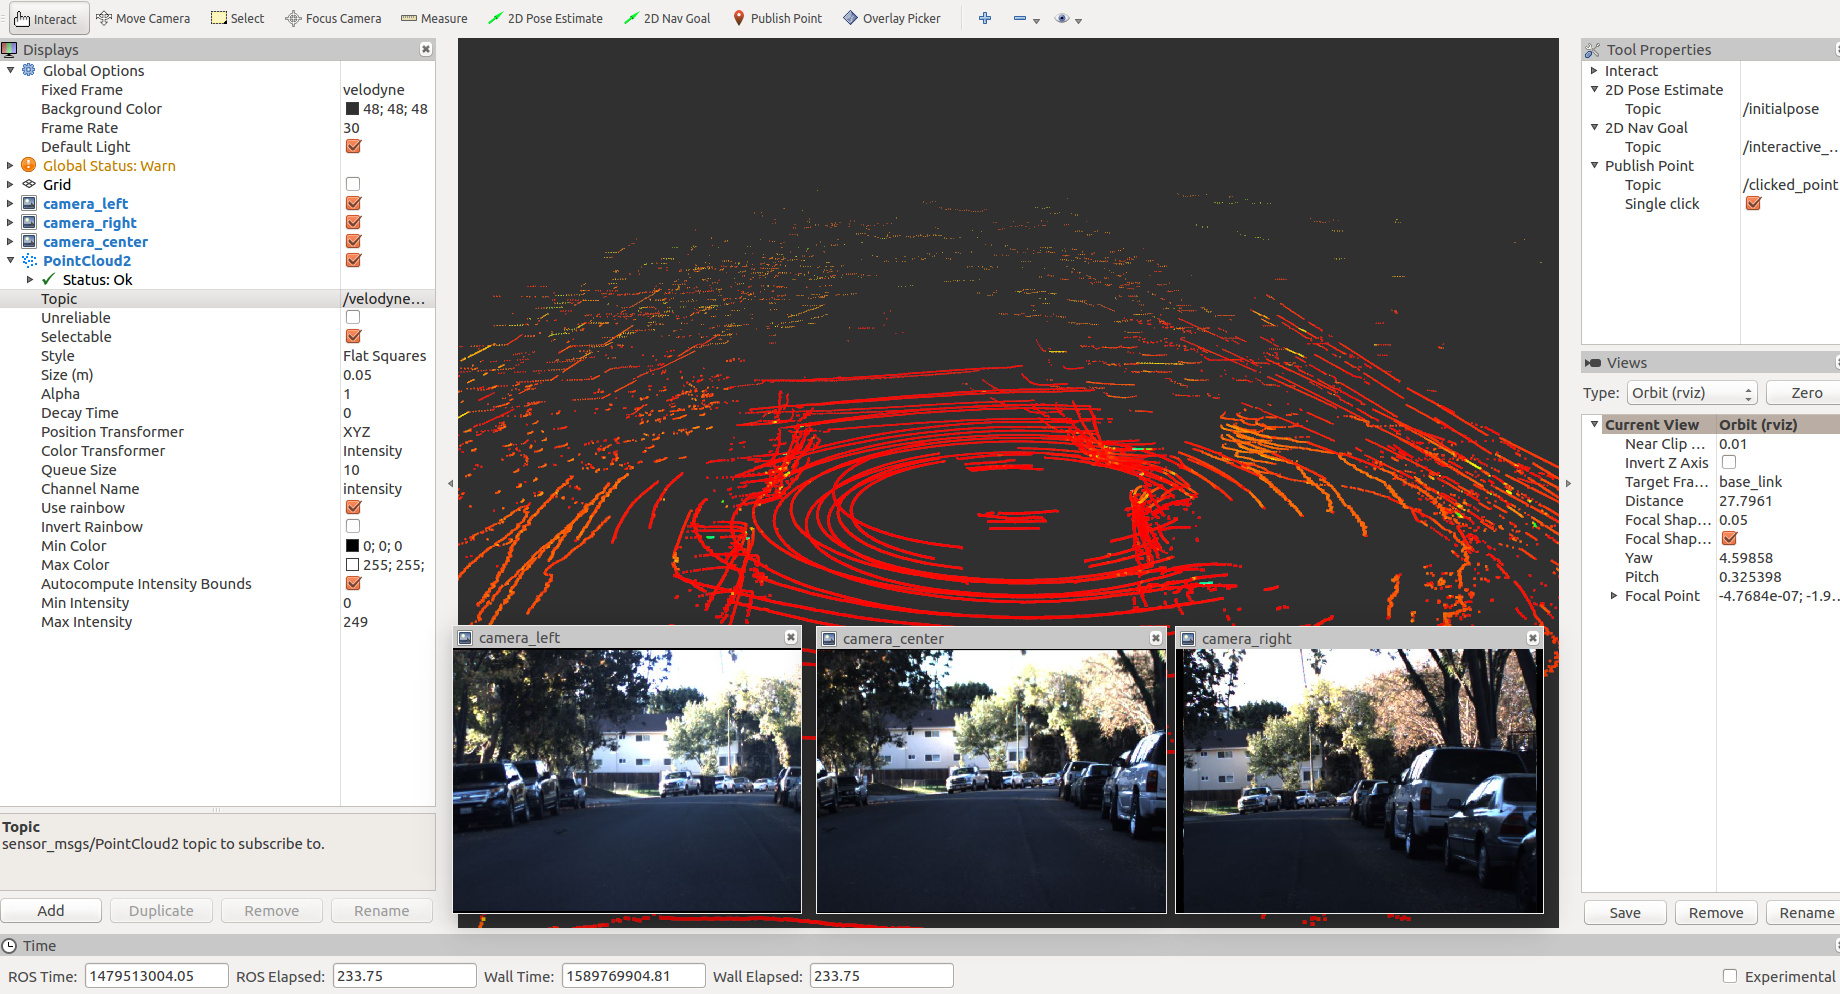 Interact Move Camera Select Focus Camera Measure 2D Pose Estimate 2D Nav Goal Publish Point Overlay Picker
Displays
Global Options
Fixed Frame velodyne
Background Color 48; 48; 48
Frame Rate 30
Default Light
Global Status: Warn
Grid
camera_left
camera_right
camera_center
PointCloud2
Status: Ok
Topic /velodyne...
Unreliable
Selectable
Style Flat Squares
Size (m) 0.05
Alpha 1
Decay Time 0
Position Transformer XYZ
Color Transformer Intensity
Queue Size 10
Channel Name intensity
Use rainbow
Invert Rainbow
Min Color 0; 0; 0
Max Color 255; 255;
Autocompute Intensity Bounds
Min Intensity 0
Max Intensity 249
Topic
sensor_msgs/PointCloud2 topic to subscribe to.
Add Duplicate Remove Rename
camera_left
camera_center
camera_right
Tool Properties
Interact
2D Pose Estimate
Topic /initialpose
2D Nav Goal
Topic /interactive_...
Publish Point
Topic /clicked_point
Single click
Views
Type: Orbit (rviz) Zero
Current View Orbit (rviz)
Near Clip ... 0.01
Invert Z Axis
Target Fra... base_link
Distance 27.7961
Focal Shap... 0.05
Focal Shap...
Yaw 4.59858
Pitch 0.325398
Focal Point -4.7684e-07; -1.9...
Save Remove Rename
Time
ROS Time: 1479513004.05 ROS Elapsed: 233.75 Wall Time: 1589769904.81 Wall Elapsed: 233.75 Experimental